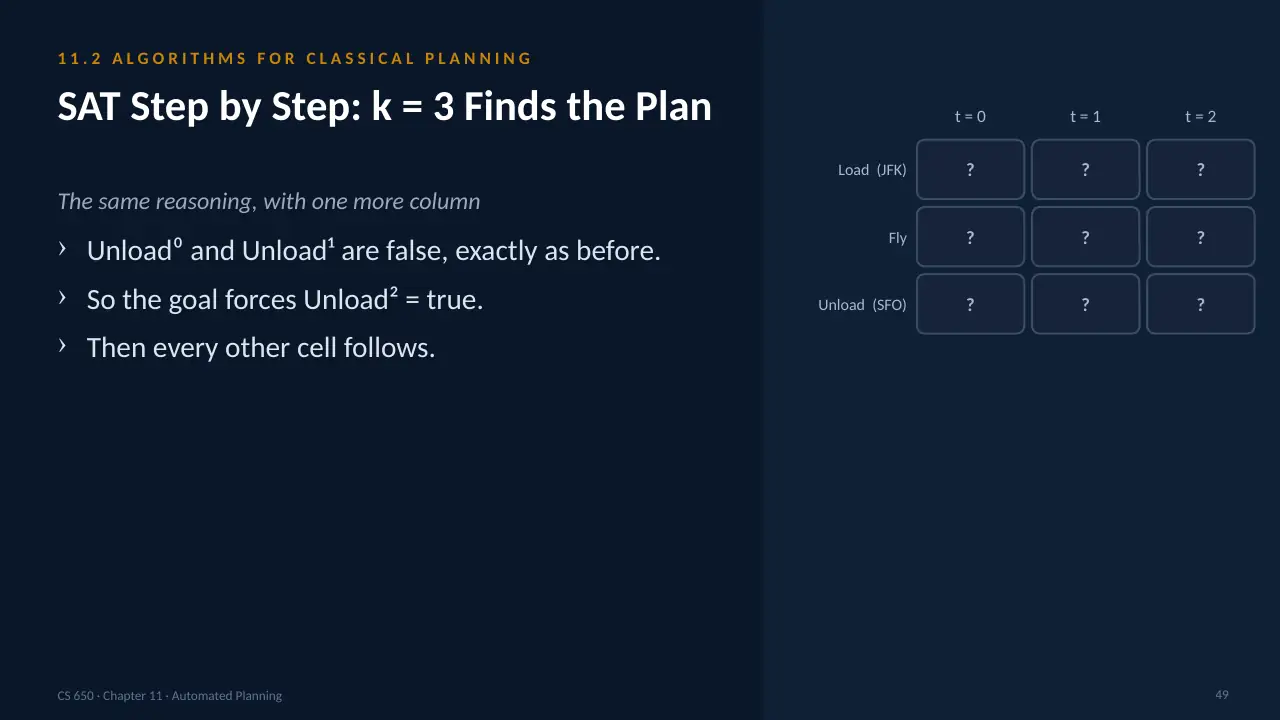 11.2 ALGORITHMS FOR CLASSICAL PLANNING
SAT Step by Step: k = 3 Finds the Plan
The same reasoning, with one more column
› Unload⁰ and Unload¹ are false, exactly as before.
› So the goal forces Unload² = true.
› Then every other cell follows.
t = 0 t = 1 t = 2
Load (JFK) ? ? ?
Fly ? ? ?
Unload (SFO) ? ? ?
CS 650 · Chapter 11 · Automated Planning
49